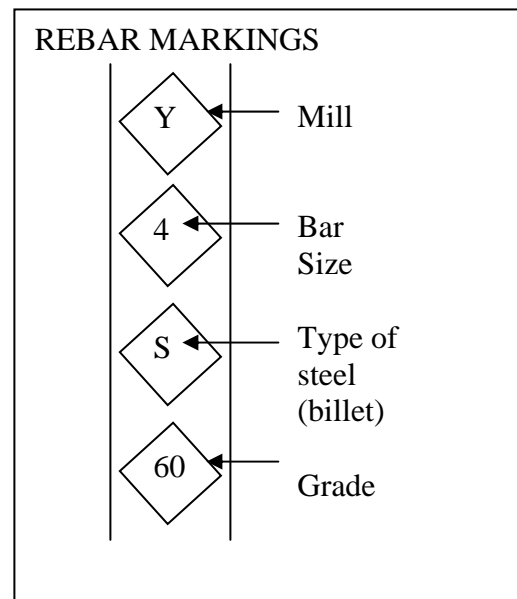 REBAR MARKINGS
Y
Mill
4
Bar
Size
S
Type of
steel
(billet)
60
Grade